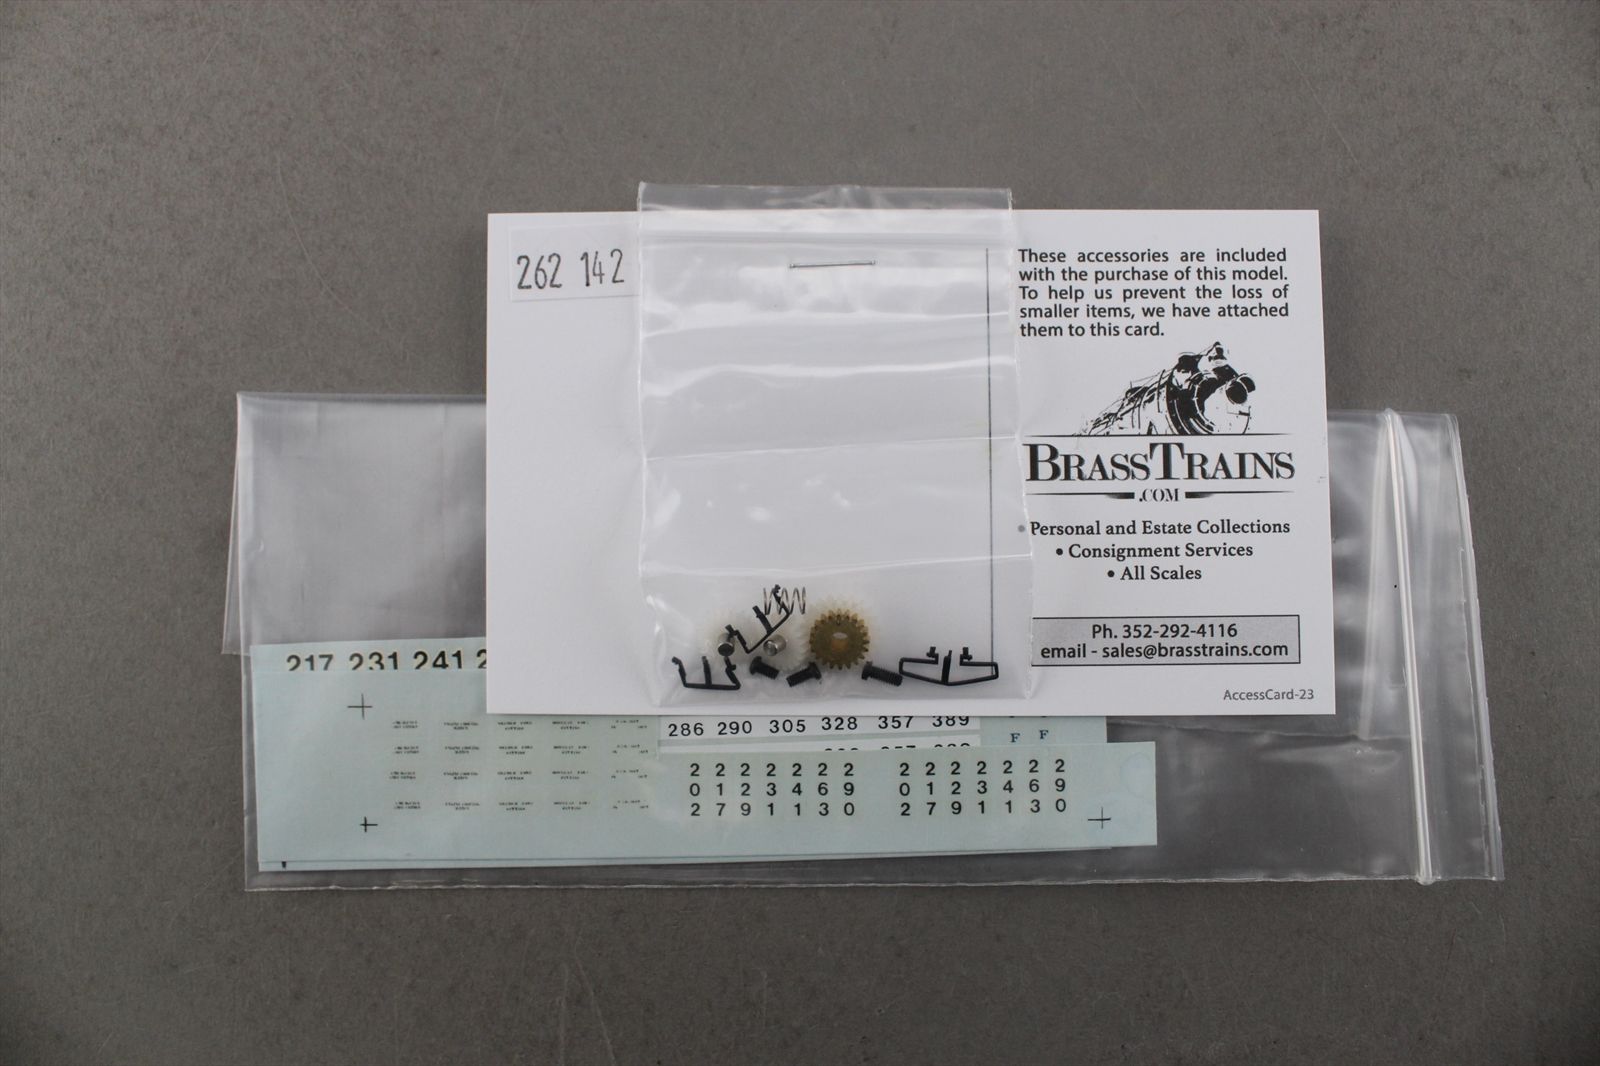 262 142
These accessories are included
with the purchase of this model.
To help us prevent the loss of
smaller items, we have attached
them to this card.
BRASSTRAINS
.COM
• Personal and Estate Collections
• Consignment Services
• All Scales
Ph. 352-292-4116
email - sales@brasstrains.com
AccessCard-23
217 231 241 2
286 290 305 328 357 389
F F
2 2 2 2 2 2 2 2 2 2 2 2 2 2
0 1 2 3 4 6 9 0 1 2 3 4 6 9
2 7 9 1 1 3 0 2 7 9 1 1 3 0